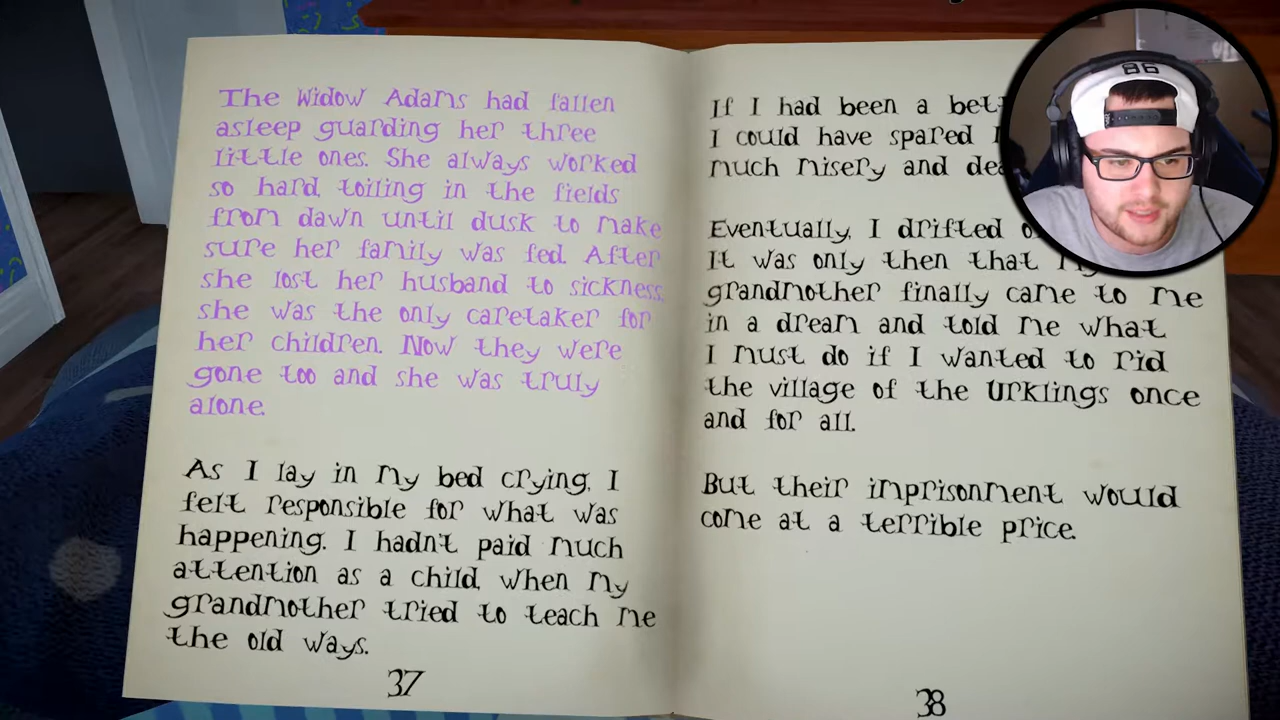 The Widow Adams had fallen
asleep guarding her three
little ones. She always worked
so hard, toiling in the fields
from dawn until dusk to make
sure her family was fed. After
she lost her husband to sickness,
she was the only caretaker for
her children. Now they were
gone too and she was truly
alone.
As I lay in my bed crying, I
felt responsible for what was
happening. I hadn't paid much
attention as a child, when my
grandmother tried to teach me
the old ways.
37
If I had been a
I could have spared
much misery and
Eventually, I drifted
It was only then that
grandmother finally came to me
in a dream and told me what
I must do if I wanted to rid
the village of the Urklings once
and for all.
But their imprisonment would
come at a terrible price.
38
86